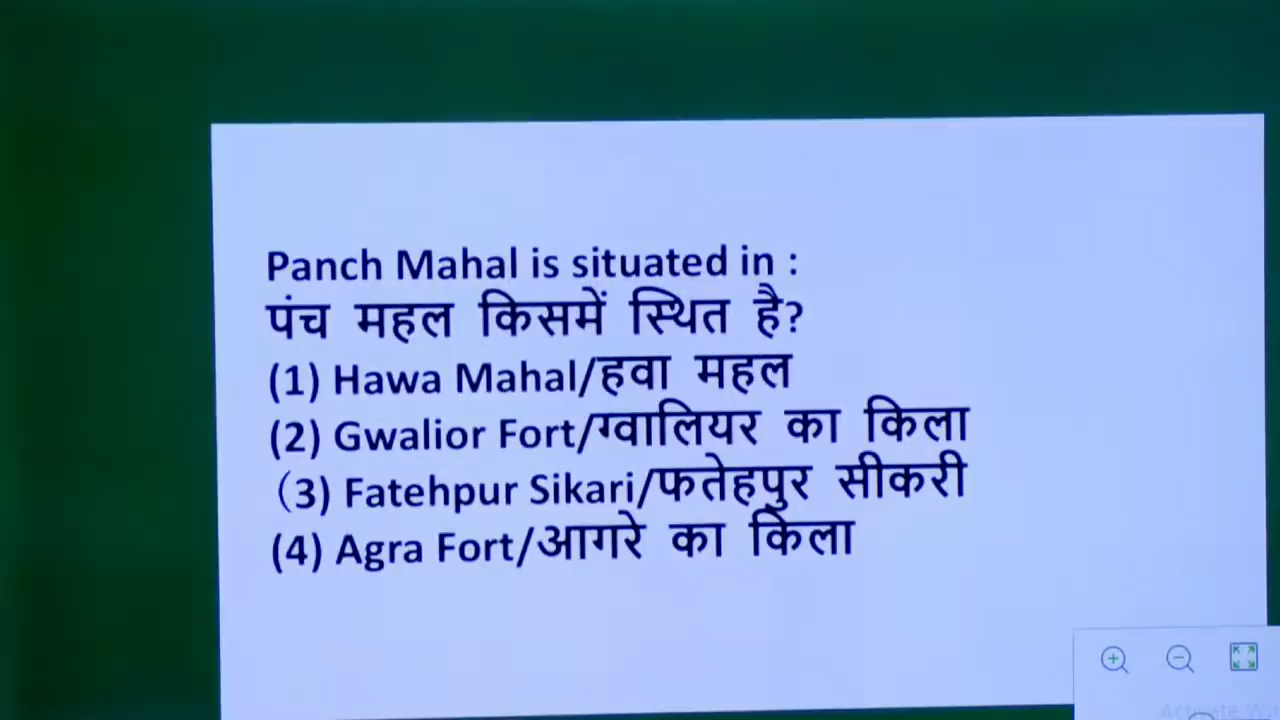 Panch Mahal is situated in :
पंच महल किसमें स्थित है?
(1) Hawa Mahal/हवा महल
(2) Gwalior Fort/ग्वालियर का किला
(3) Fatehpur Sikari/फतेहपुर सीकरी
(4) Agra Fort/आगरे का किला